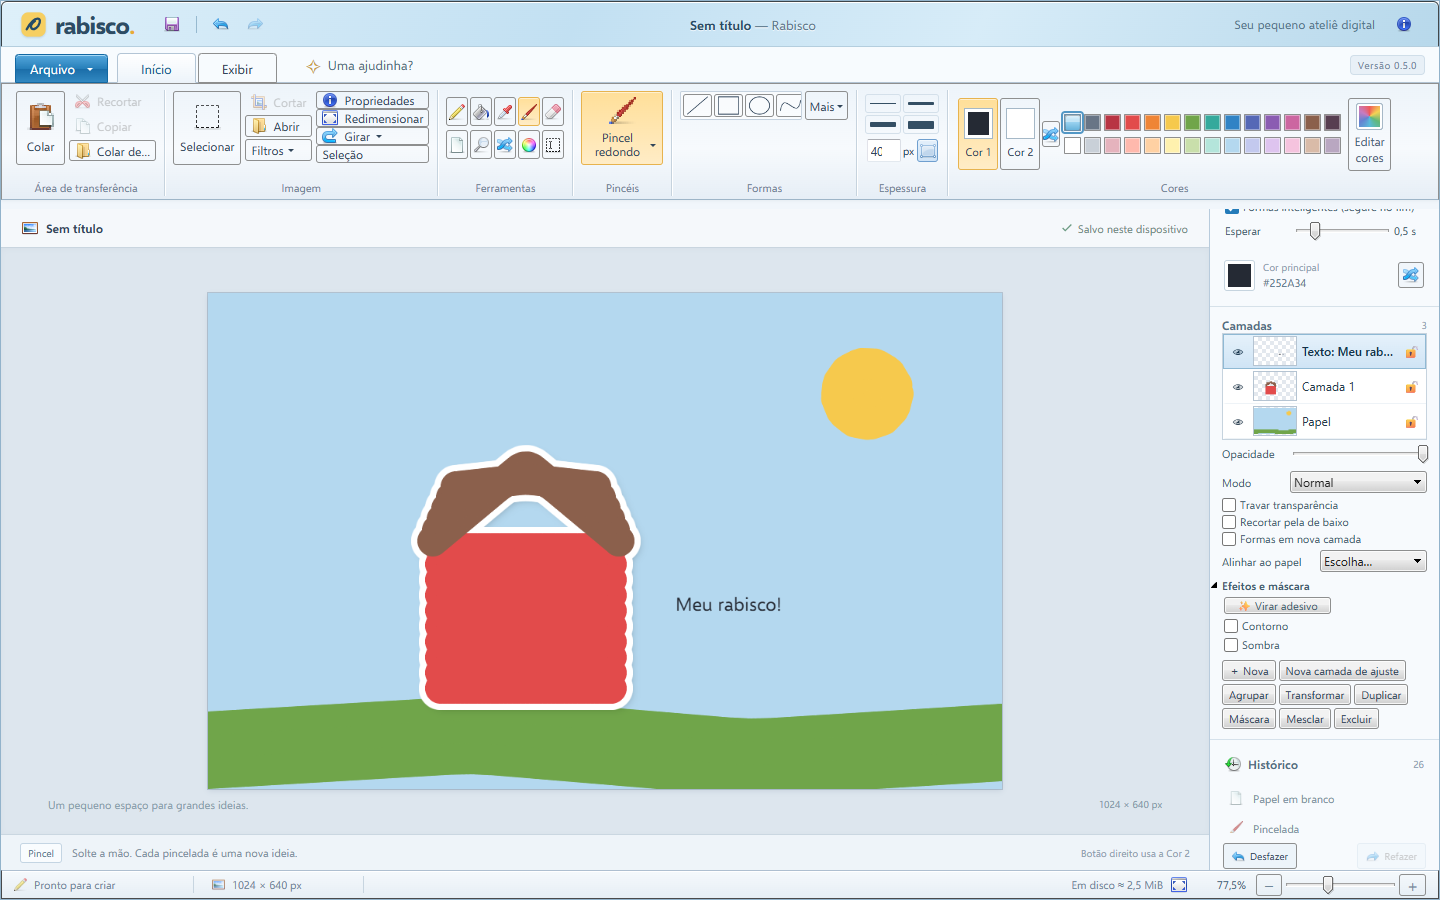 rabisco.
Sem título — Rabisco
Seu pequeno ateliê digital
Arquivo
Início
Exibir
Uma ajudinha?
Versão 0.5.0
Colar
Recortar
Copiar
Colar de...
Área de transferência
Selecionar
Cortar
Abrir
Filtros
Propriedades
Redimensionar
Girar
Seleção
Imagem
Ferramentas
Pincel
redondo
Pincéis
Mais
Formas
40 px
Espessura
Cor 1
Cor 2
Editar
cores
Cores
Sem título
Salvo neste dispositivo
Formas inteligentes (segure no fim)
Esperar
0,5 s
Cor principal
#252A34
Camadas
3
Texto: Meu rab...
Camada 1
Papel
Opacidade
Modo
Normal
Travar transparência
Recortar pela de baixo
Formas em nova camada
Alinhar ao papel
Escolha...
Efeitos e máscara
Virar adesivo
Contorno
Sombra
+ Nova
Nova camada de ajuste
Agrupar
Transformar
Duplicar
Máscara
Mesclar
Excluir
Histórico
26
Papel em branco
Pincelada
Desfazer
Refazer
Meu rabisco!
Um pequeno espaço para grandes ideias.
1024 × 640 px
Pincel
Solte a mão. Cada pincelada é uma nova ideia.
Botão direito usa a Cor 2
Pronto para criar
1024 × 640 px
Em disco ≈ 2,5 MiB
77,5%